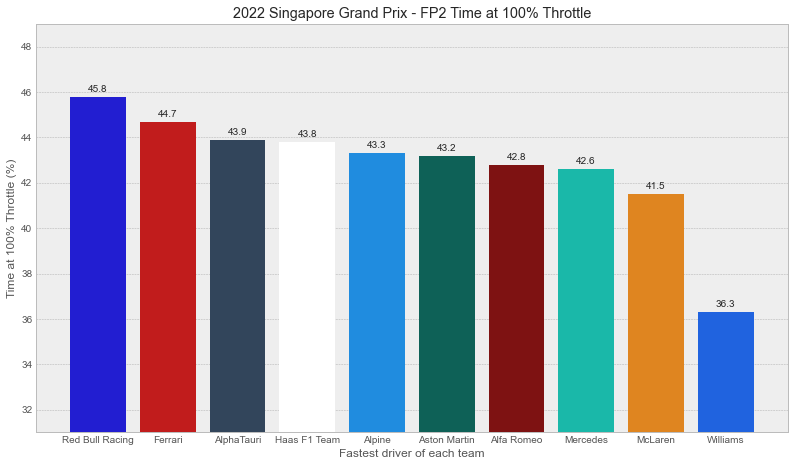 2022 Singapore Grand Prix - FP2 Time at 100% Throttle
Time at 100% Throttle (%)
48
46
44
42
40
38
36
34
32
45.8
44.7
43.9
43.8
43.3
43.2
42.8
42.6
41.5
36.3
Red Bull Racing
Ferrari
AlphaTauri
Haas F1 Team
Alpine
Aston Martin
Alfa Romeo
Mercedes
McLaren
Williams
Fastest driver of each team